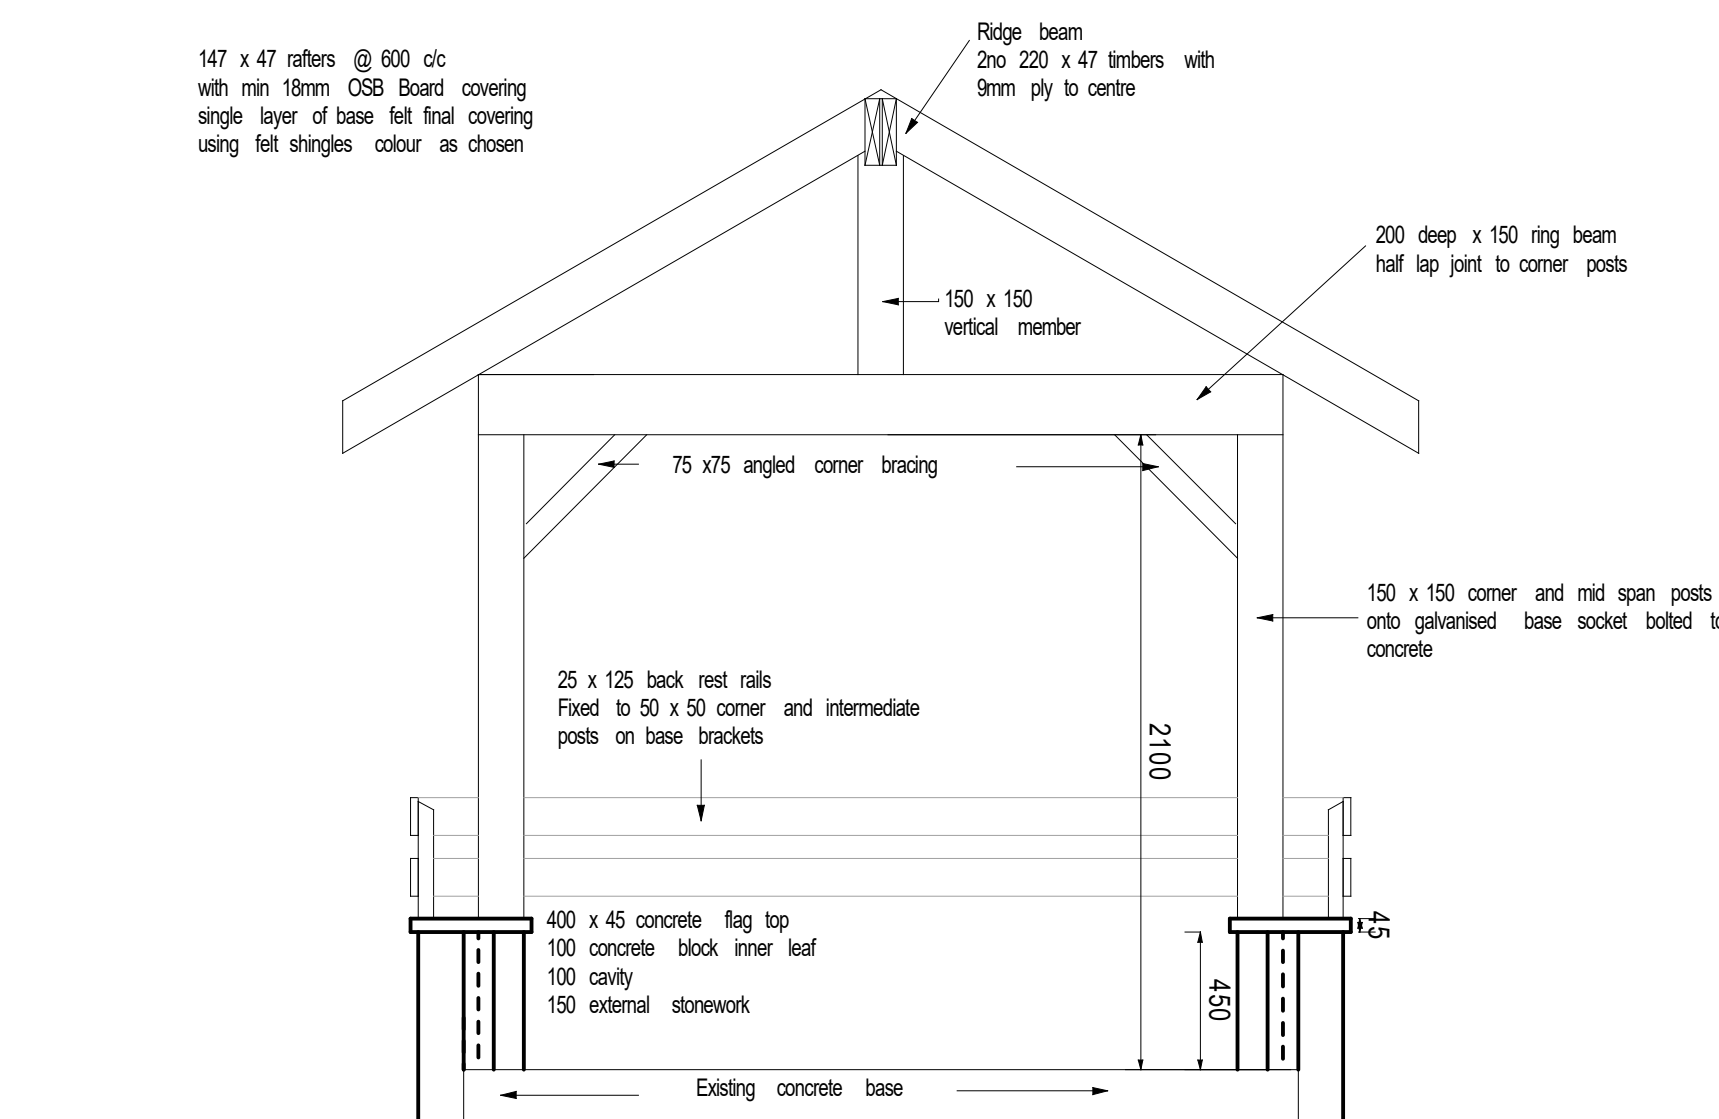 Ridge beam
2no 220 x 47 timbers with
9mm ply to centre
147 x 47 rafters @ 600 c/c
with min 18mm OSB Board covering
single layer of base felt final covering
using felt shingles colour as chosen
200 deep x 150 ring beam
half lap joint to corner posts
150 x 150
vertical member
75 x75 angled corner bracing
150 x 150 corner and mid span posts
onto galvanised base socket bolted to
concrete
25 x 125 back rest rails
Fixed to 50 x 50 corner and intermediate
posts on base brackets
2100
400 x 45 concrete flag top
100 concrete block inner leaf
100 cavity
150 external stonework
45
450
Existing concrete base